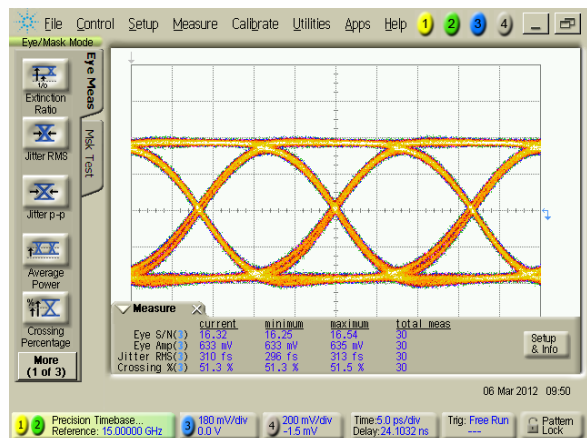 File Control Setup Measure Calibrate Utilities Apps Help 1 2 3 4
Eye/Mask Mode
Eye Meas
Msk Test
1/0
Extinction
Ratio
Jitter RMS
Jitter p-p
Average
Power
%
Crossing
Percentage
More
(1 of 3)
Measure
current minimum maximum total meas
Eye S/N(3) 16.32 16.25 16.54 30
Eye Amp(3) 633 mV 633 mV 635 mV 30
Jitter RMS(3) 310 fs 296 fs 313 fs 30
Crossing %(3) 51.3 % 51.3 % 51.5 % 30
Setup
& Info
06 Mar 2012 09:50
1 2 Precision Timebase...
Reference: 15.00000 GHz
3 180 mV/div
0.0 V
4 200 mV/div
-1.5 mV
Time:5.0 ps/div
Delay:24.1032 ns
Trig: Free Run
---
Pattern
Lock